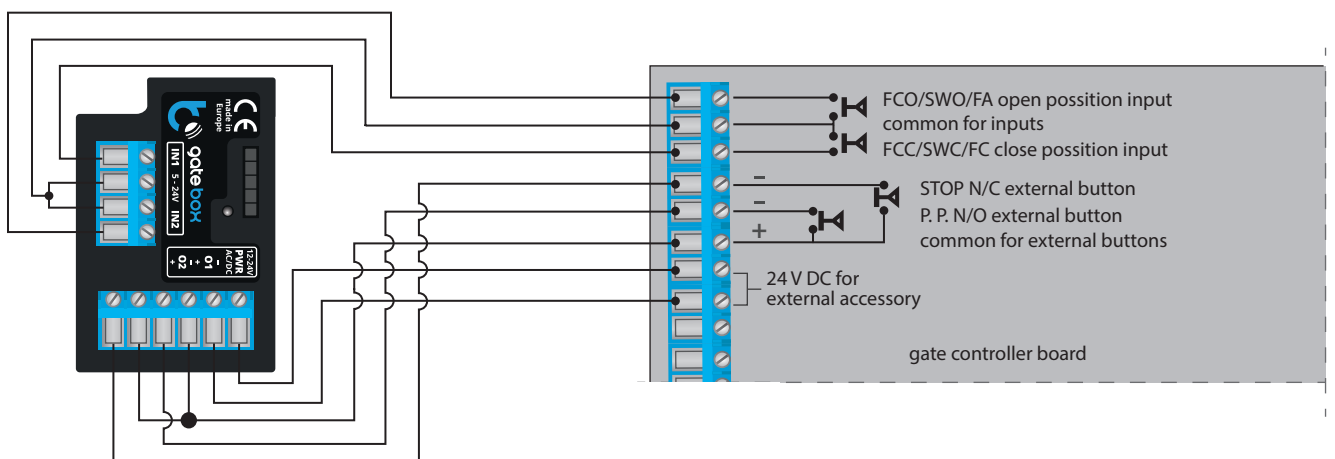 CE
made in
Europe
gatebox
IN1 5 - 24V IN2
12-24V
AC/DC
PWR
- O1 +
- O2 +
FCO/SWO/FA open possition input
common for inputs
FCC/SWC/FC close possition input
–
STOP N/C external button
–
P. P. N/O external button
+
common for external buttons
24 V DC for
external accessory
gate controller board